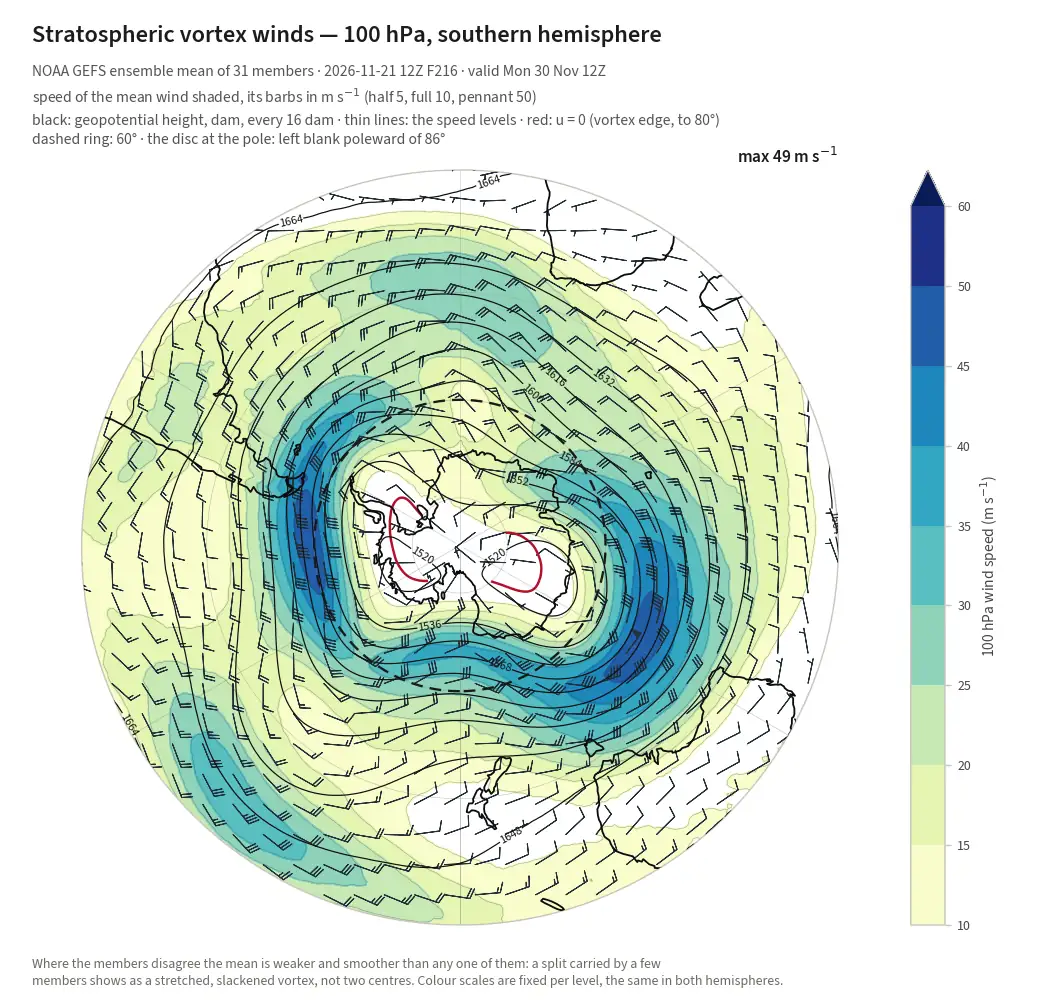 Stratospheric vortex winds — 100 hPa, southern hemisphere
NOAA GEFS ensemble mean of 31 members · 2026-11-21 12Z F216 · valid Mon 30 Nov 12Z
speed of the mean wind shaded, its barbs in m s⁻¹ (half 5, full 10, pennant 50)
black: geopotential height, dam, every 16 dam · thin lines: the speed levels · red: u = 0 (vortex edge, to 80°)
dashed ring: 60° · the disc at the pole: left blank poleward of 86°
max 49 m s⁻¹
1664
1664
1616
1632
1600
1584
1552
1520
1520
1536
1568
1664
1648
60
50
45
40
35
30
25
20
15
10
100 hPa wind speed (m s⁻¹)
Where the members disagree the mean is weaker and smoother than any one of them: a split carried by a few
members shows as a stretched, slackened vortex, not two centres. Colour scales are fixed per level, the same in both hemispheres.